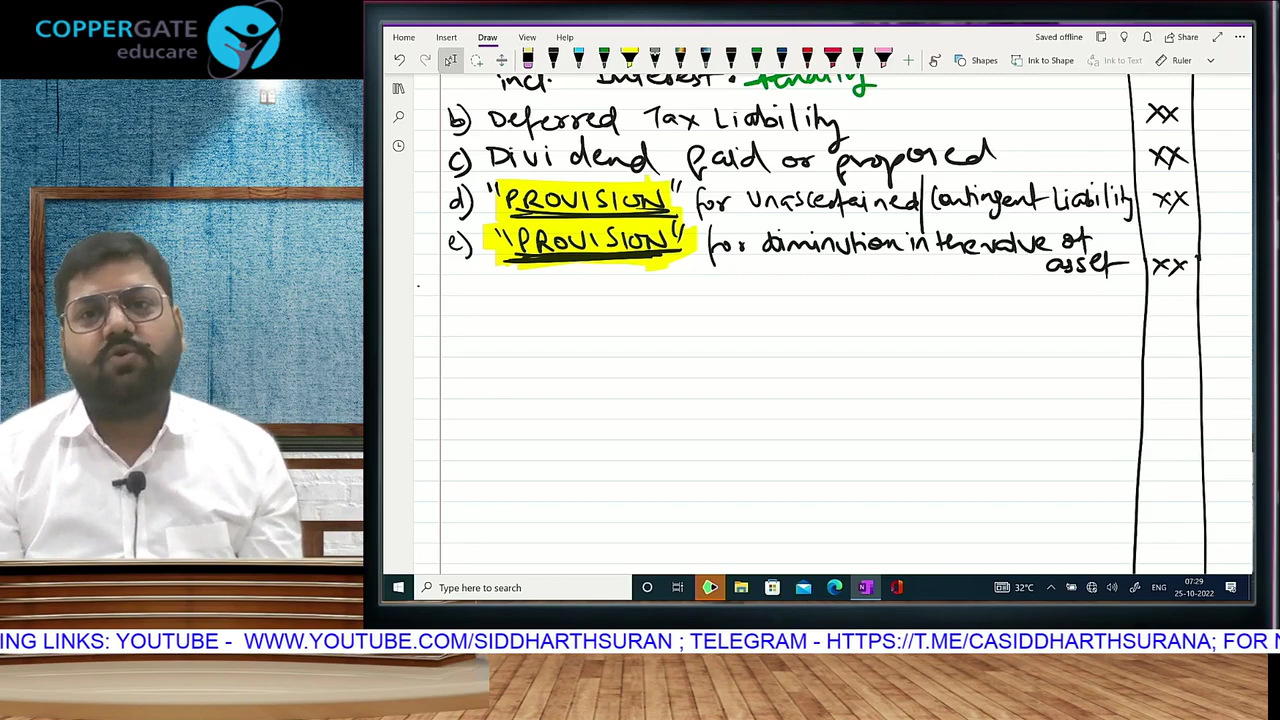 COPPERGATE
educare
Home Insert Draw View Help
Saved offline
Share
Shapes
Ink to Shape
Ink to Text
Ruler
incl. Interest. Penalty
b) Deferred Tax Liability XX
c) Dividend paid or proposed XX
d) "PROVISION" for Unascertained/Contingent Liability XX
e) "PROVISION" for diminution in the value of
asset XX
Type here to search
32°C
ENG
07:29
25-10-2022
ING LINKS: YOUTUBE - WWW.YOUTUBE.COM/SIDDHARTHSURAN ; TELEGRAM - HTTPS://T.ME/CASIDDHARTHSURANA; FOR N